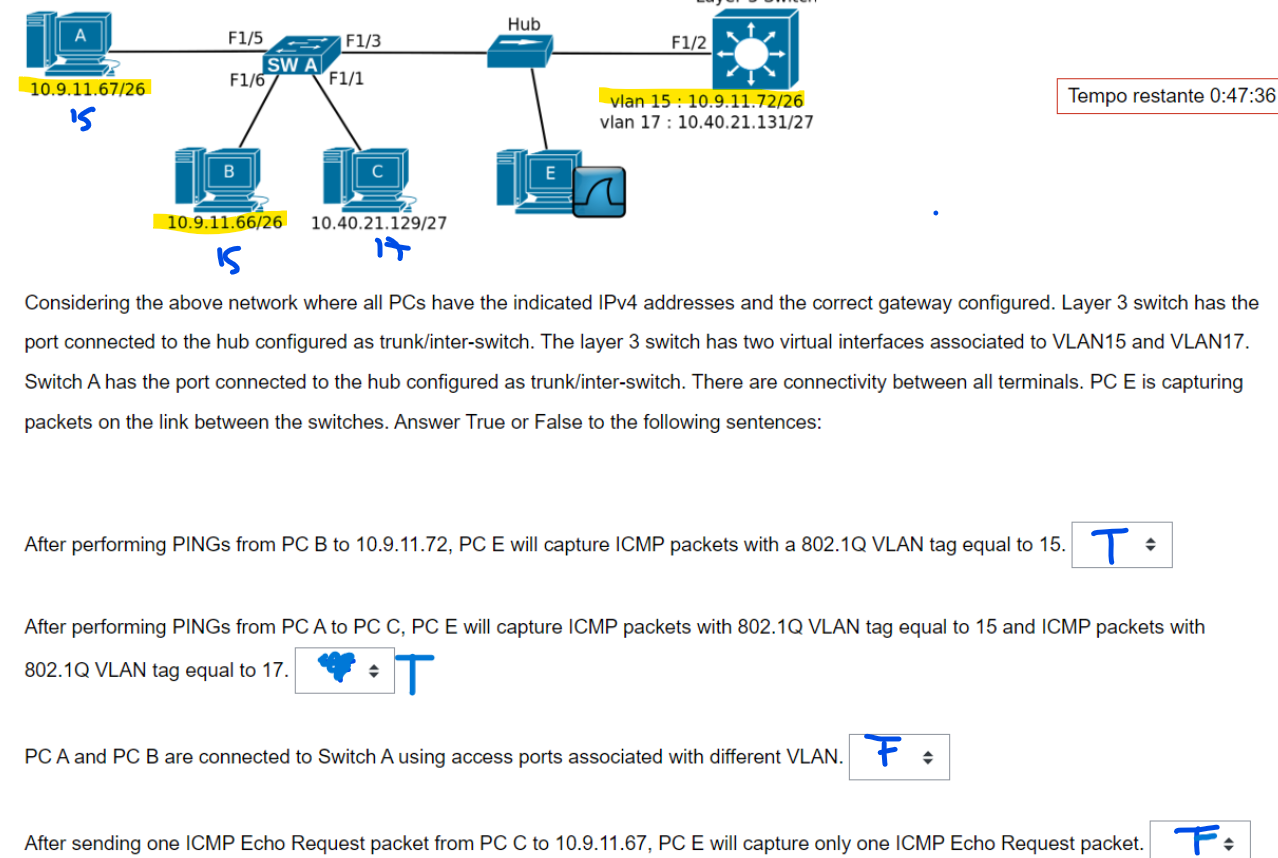 Hub
A
F1/5
F1/3
F1/2
SW A
10.9.11.67/26
F1/6
F1/1
vlan 15 : 10.9.11.72/26
Tempo restante 0:47:36
15
vlan 17 : 10.40.21.131/27
B
C
E
10.9.11.66/26
10.40.21.129/27
15
17
Considering the above network where all PCs have the indicated IPv4 addresses and the correct gateway configured. Layer 3 switch has the
port connected to the hub configured as trunk/inter-switch. The layer 3 switch has two virtual interfaces associated to VLAN15 and VLAN17.
Switch A has the port connected to the hub configured as trunk/inter-switch. There are connectivity between all terminals. PC E is capturing
packets on the link between the switches. Answer True or False to the following sentences:
After performing PINGs from PC B to 10.9.11.72, PC E will capture ICMP packets with a 802.1Q VLAN tag equal to 15. T
After performing PINGs from PC A to PC C, PC E will capture ICMP packets with 802.1Q VLAN tag equal to 15 and ICMP packets with
802.1Q VLAN tag equal to 17. T
PC A and PC B are connected to Switch A using access ports associated with different VLAN. F
After sending one ICMP Echo Request packet from PC C to 10.9.11.67, PC E will capture only one ICMP Echo Request packet. F